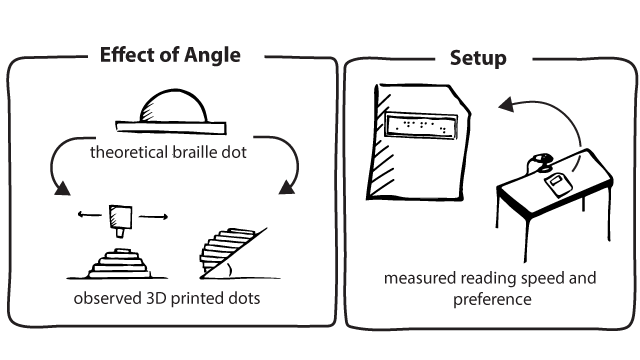 Effect of Angle
theoretical braille dot
observed 3D printed dots
Setup
measured reading speed and
preference